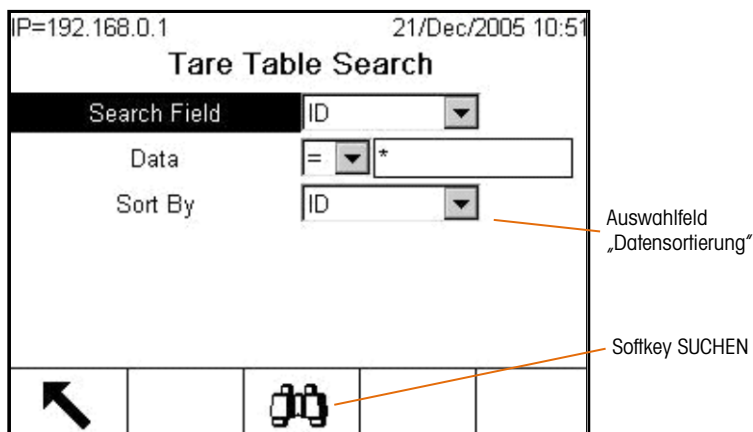 IP=192.168.0.1 21/Dec/2005 10:51
Tare Table Search
Search Field ID
Data = *
Sort By ID
Auswahlfeld
„Datensortierung“
Softkey SUCHEN